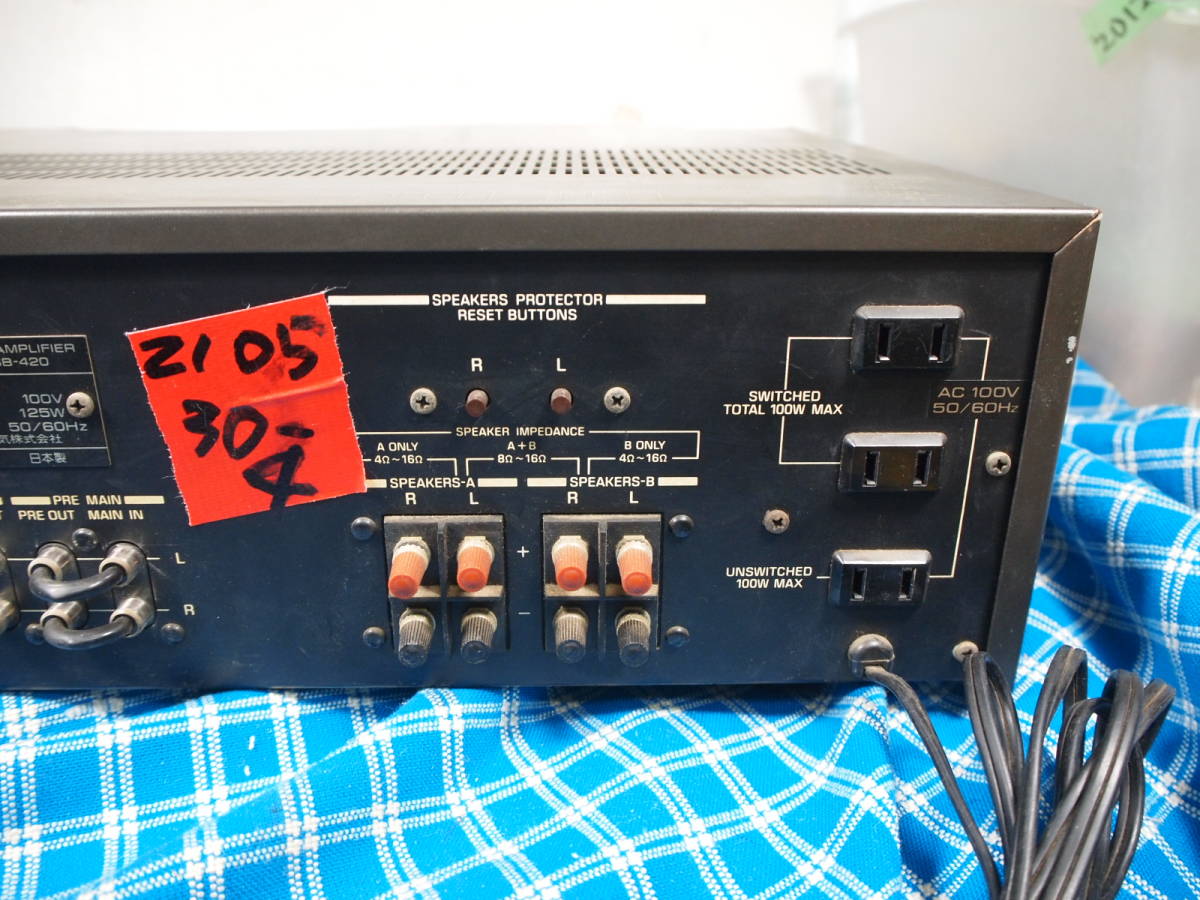 2012
SPEAKERS PROTECTOR
RESET BUTTONS
R L
AMPLIFIER
B-420
100V
125W
50/60Hz
気株式会社
日本製
2105
30-
4
SPEAKER IMPEDANCE
A ONLY A+B B ONLY
4Ω~16Ω 8Ω~16Ω 4Ω~16Ω
SPEAKERS-A SPEAKERS-B
R L R L
+
−
PRE MAIN
T PRE OUT MAIN IN
L
R
SWITCHED
TOTAL 100W MAX
AC 100V
50/60Hz
UNSWITCHED
100W MAX